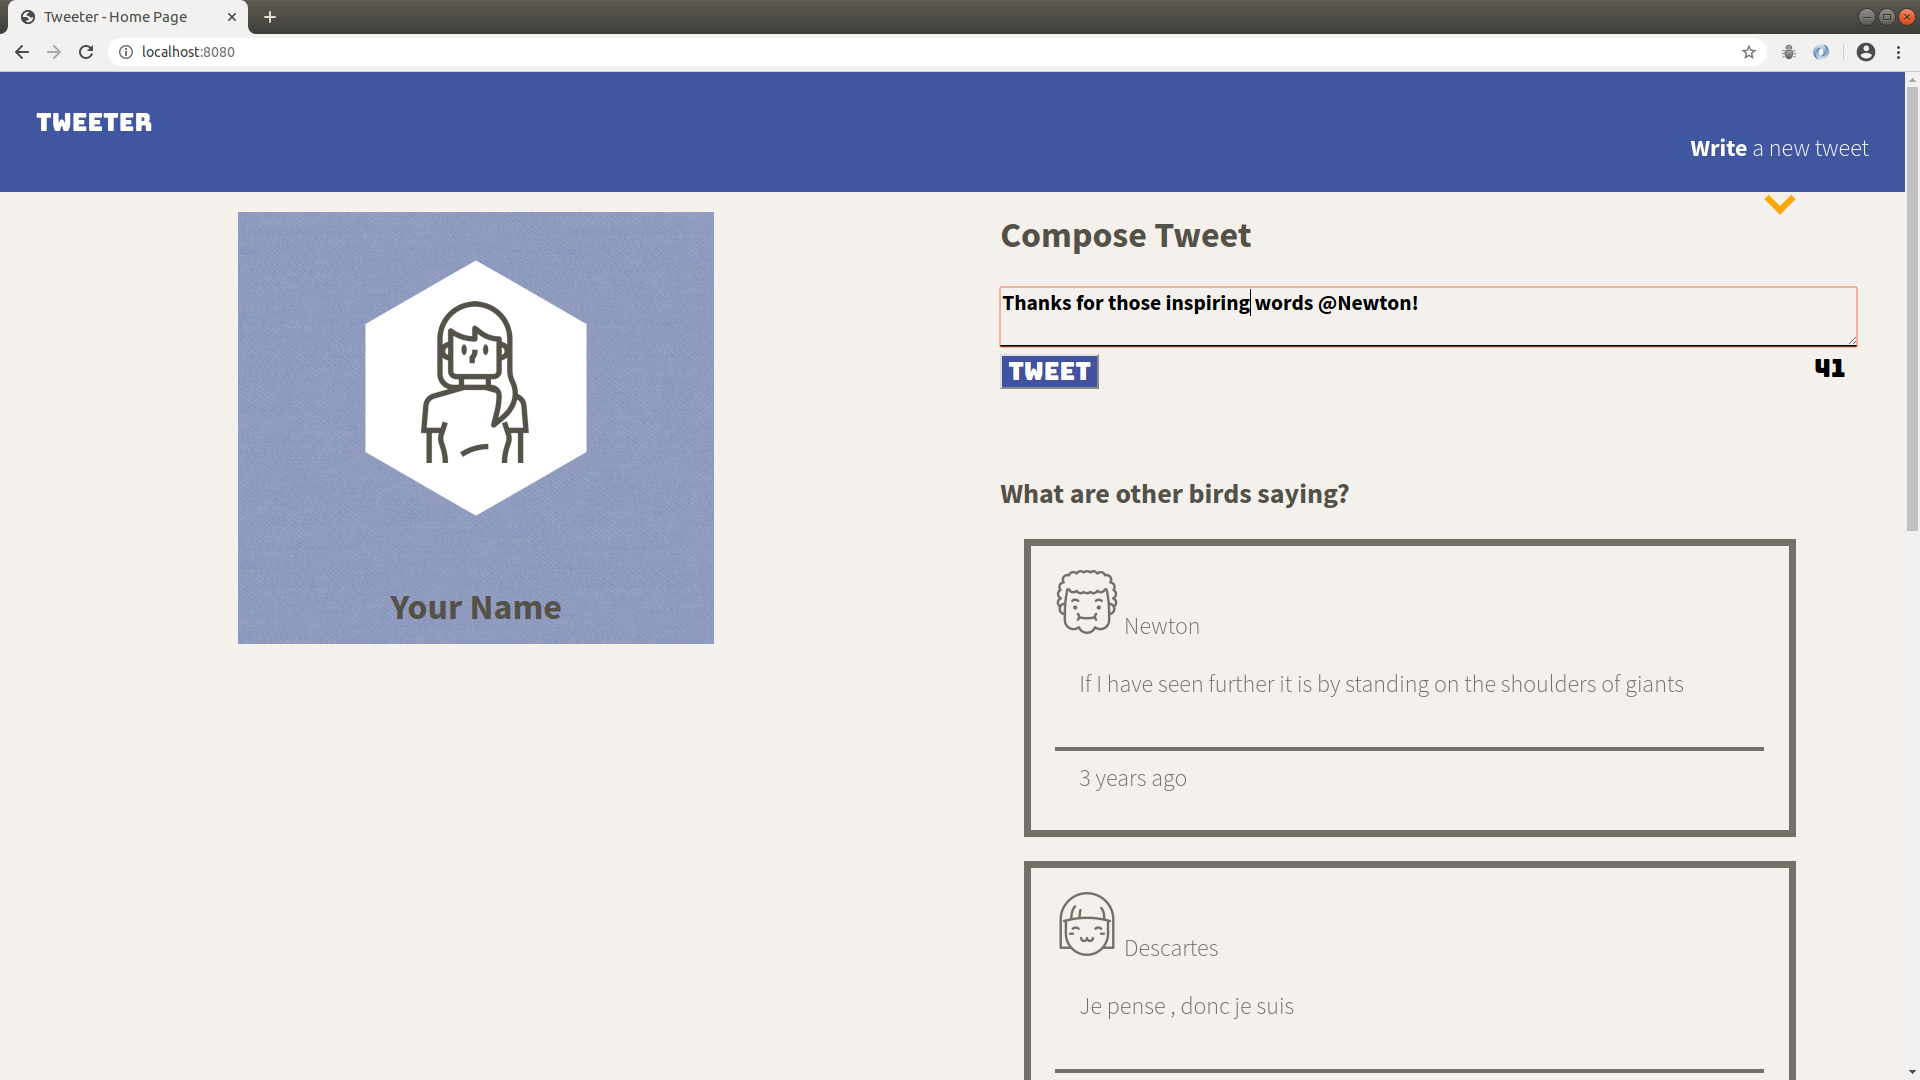 Tweeter - Home Page
localhost:8080
TWEETER
Write a new tweet
Compose Tweet
Thanks for those inspiring words @Newton!
TWEET
41
Your Name
What are other birds saying?
Newton
If I have seen further it is by standing on the shoulders of giants
3 years ago
Descartes
Je pense , donc je suis